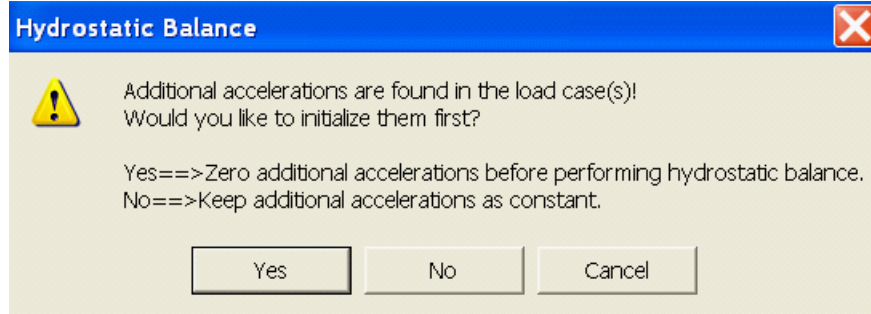 Hydrostatic Balance
Additional accelerations are found in the load case(s)!
Would you like to initialize them first?
Yes==>Zero additional accelerations before performing hydrostatic balance.
No==>Keep additional accelerations as constant.
Yes No Cancel